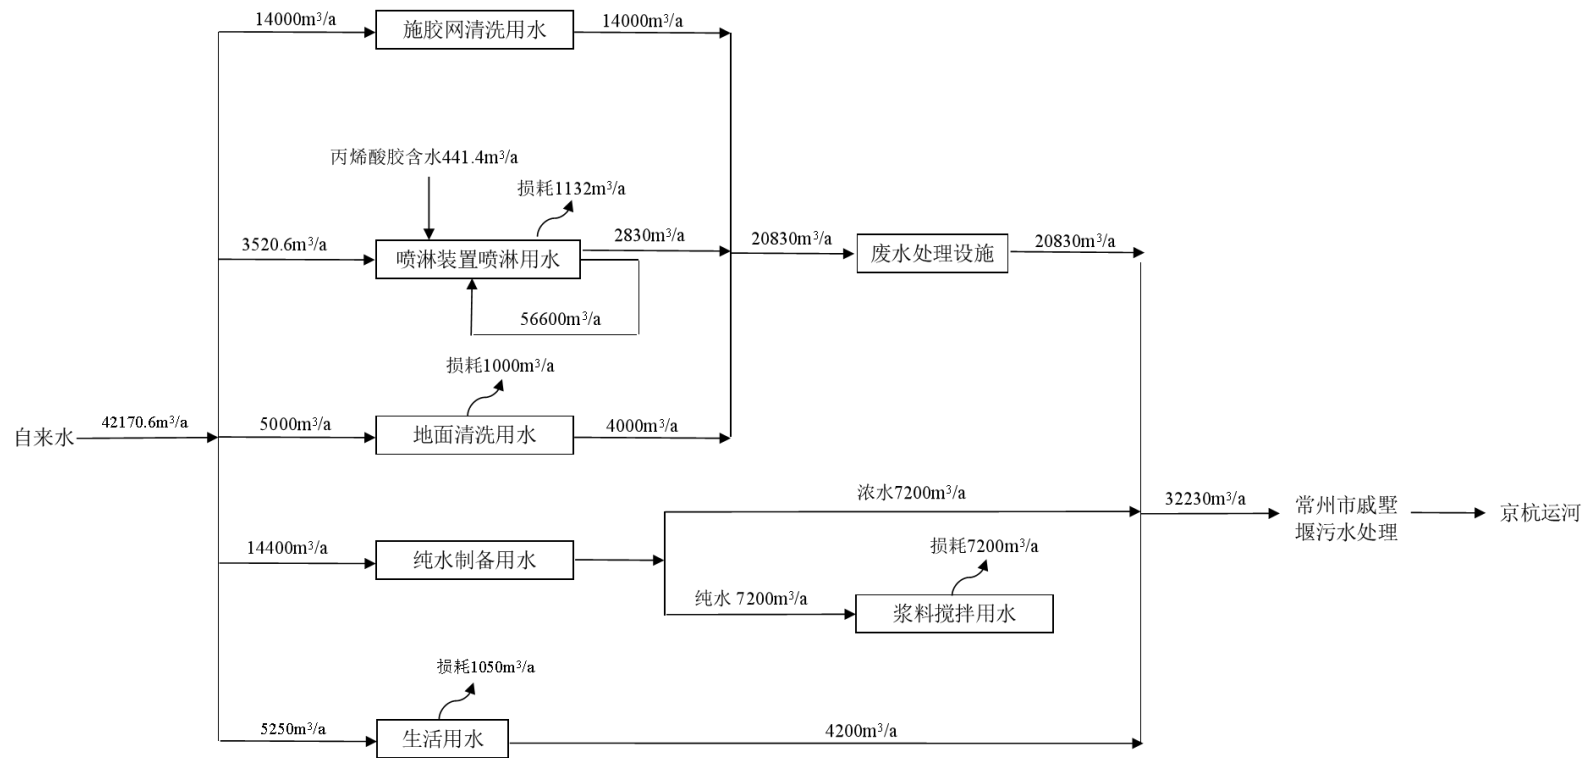 14000m³/a
施胶网清洗用水
14000m³/a
丙烯酸胶含水441.4m³/a
损耗1132m³/a
3520.6m³/a
喷淋装置喷淋用水
2830m³/a
20830m³/a
废水处理设施
20830m³/a
56600m³/a
损耗1000m³/a
自来水
42170.6m³/a
5000m³/a
地面清洗用水
4000m³/a
浓水7200m³/a
32230m³/a
常州市戚墅
堰污水处理
京杭运河
14400m³/a
纯水制备用水
损耗7200m³/a
纯水 7200m³/a
浆料搅拌用水
损耗1050m³/a
5250m³/a
生活用水
4200m³/a